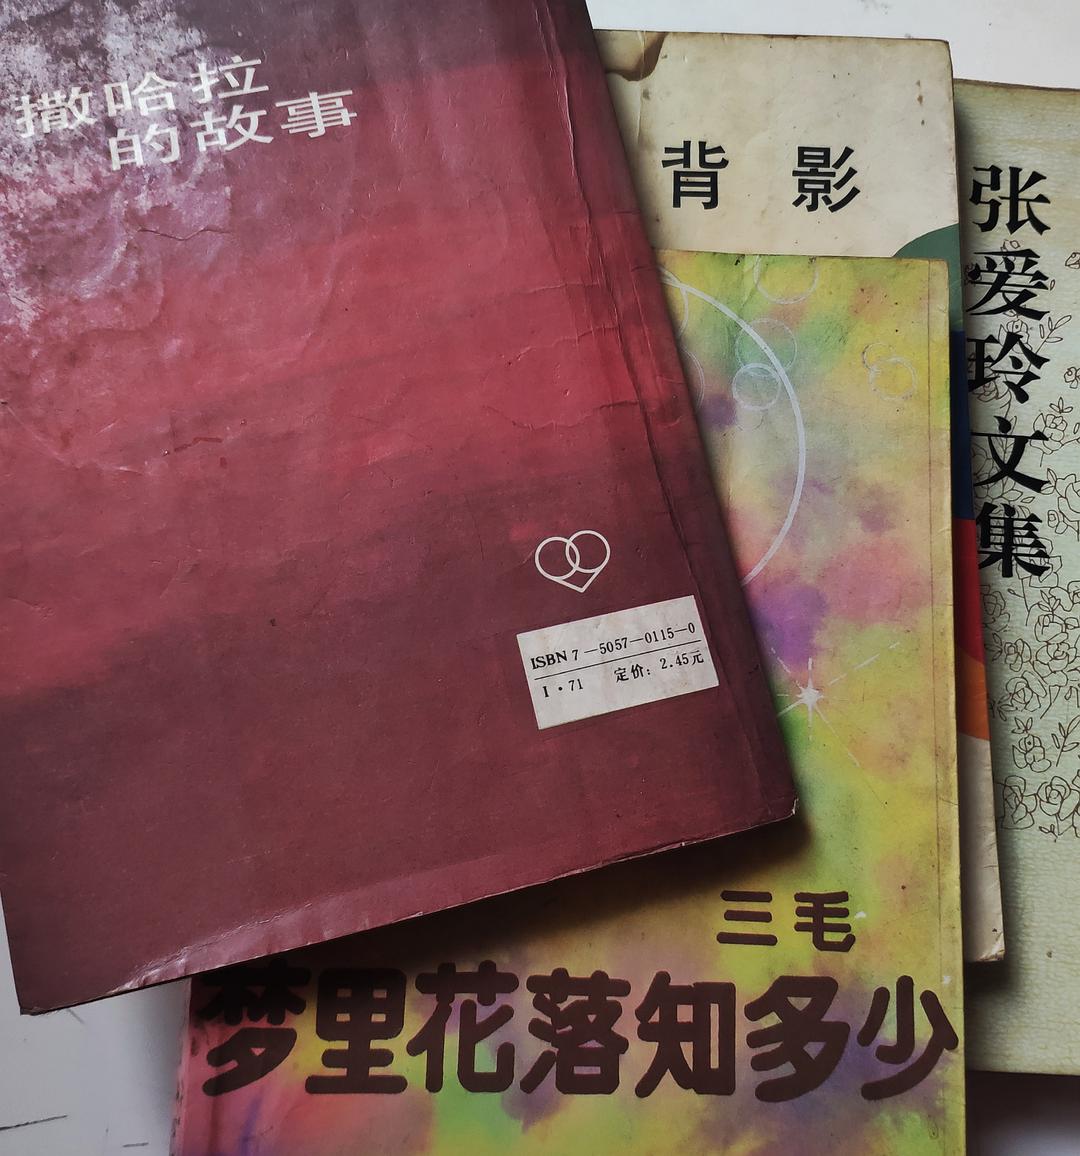 撒哈拉
的故事
ISBN 7—5057—0115—0
I·71 定价：2.45元
背影
三毛
梦里花落知多少
张爱玲文集